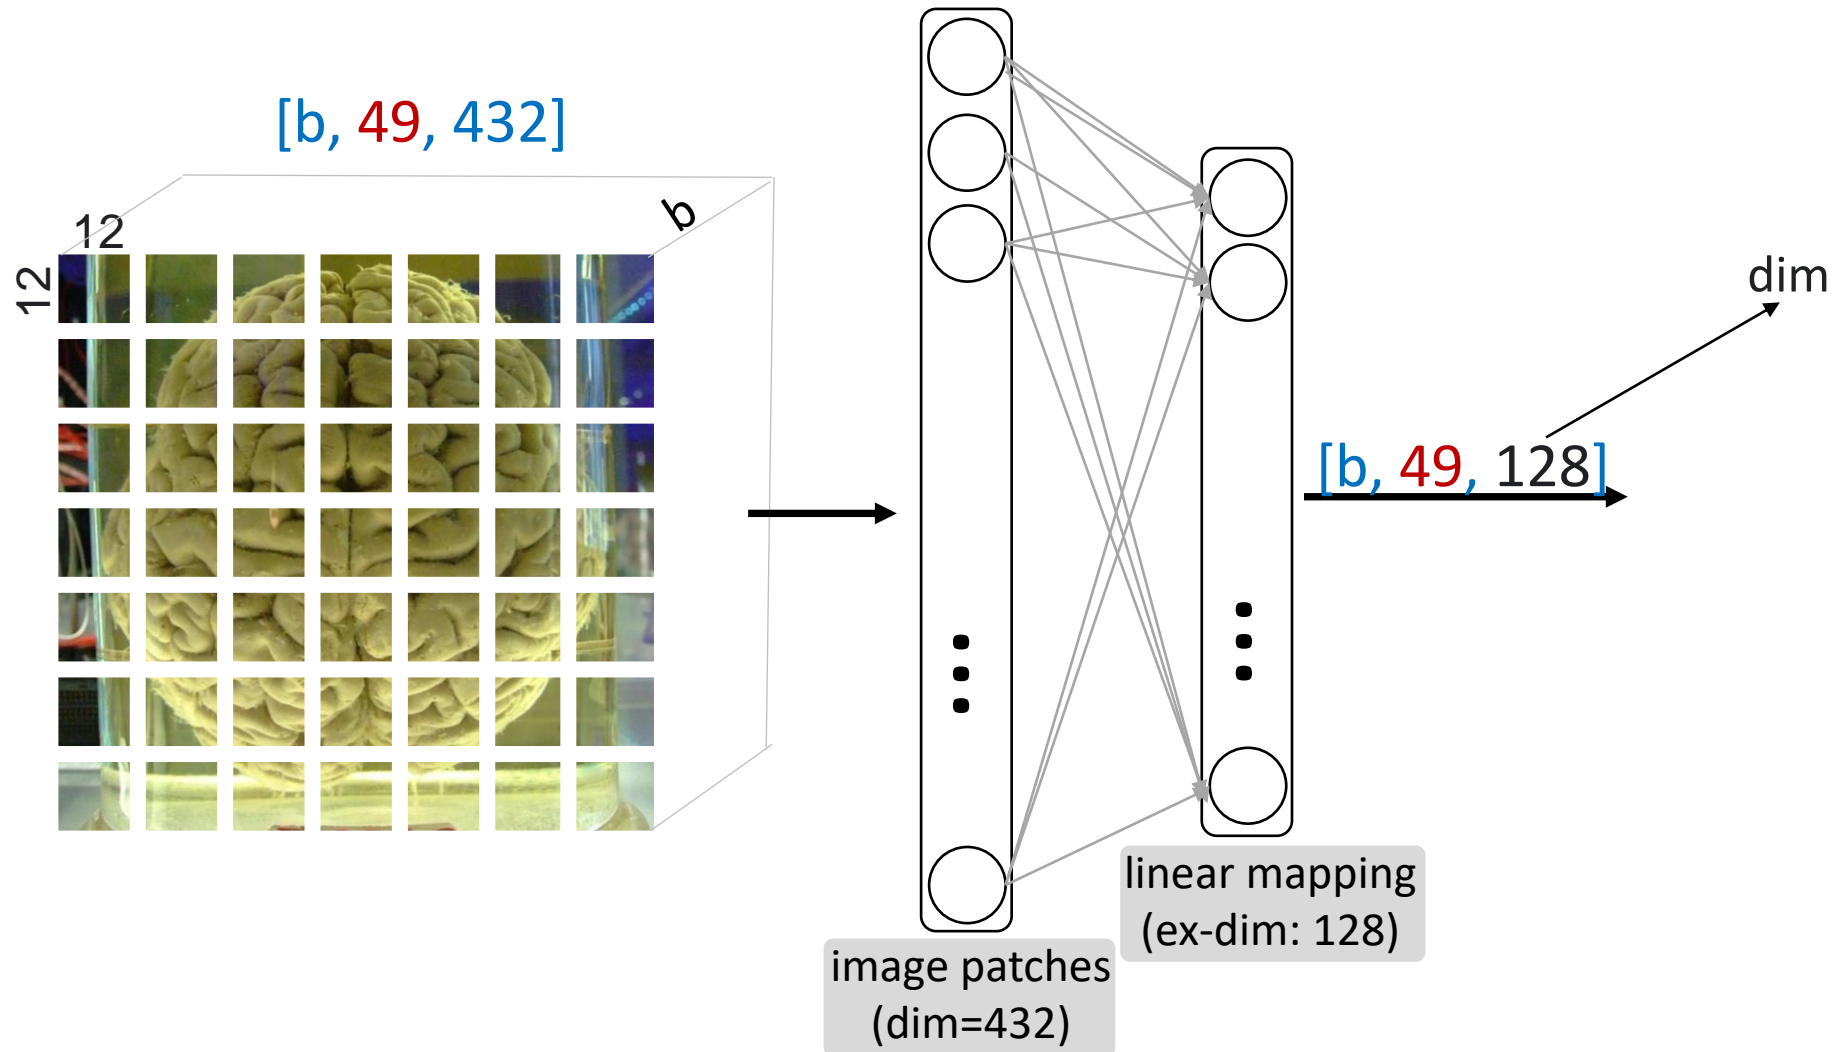 [b, 49, 432]
12
12
b
dim
[b, 49, 128]
linear mapping
(ex-dim: 128)
image patches
(dim=432)